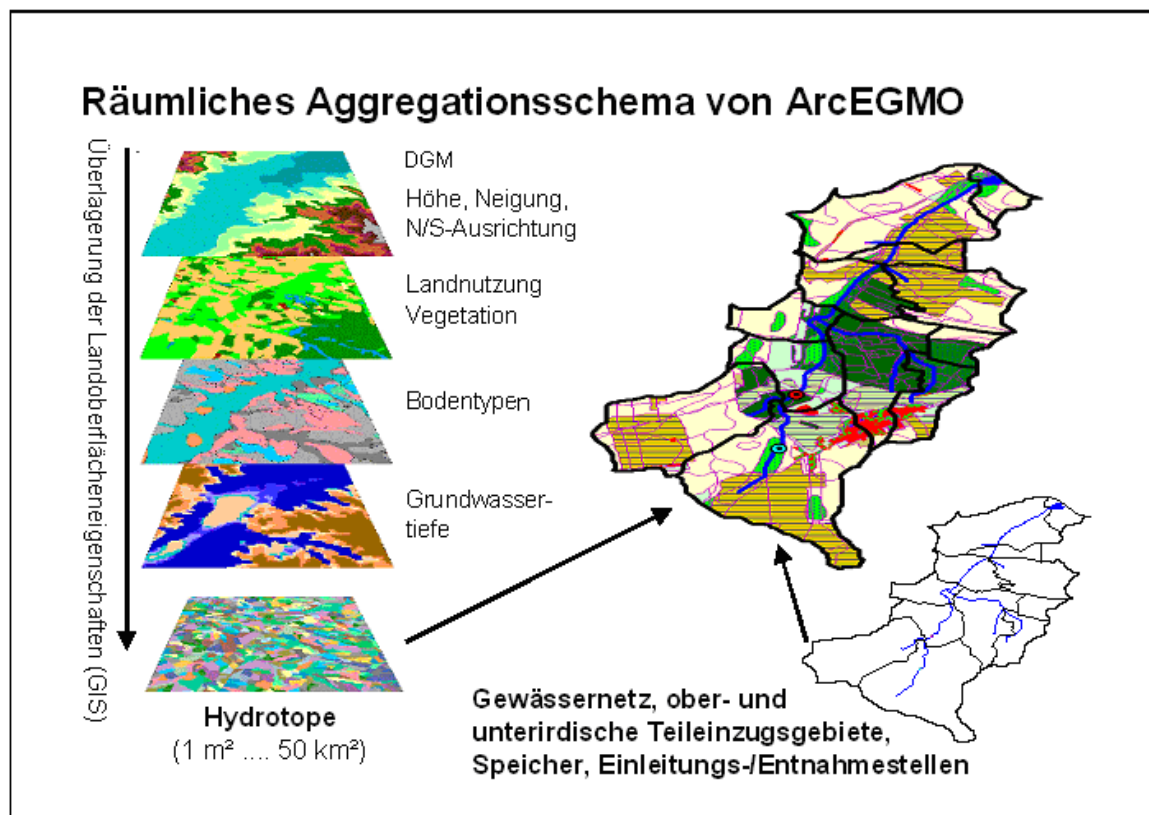 Räumliches Aggregationsschema von ArcEGMO
Überlagerung der Landoberflächeneigenschaften (GIS)
DGM
Höhe, Neigung,
N/S-Ausrichtung
Landnutzung
Vegetation
Bodentypen
Grundwasser-
tiefe
Hydrotope
(1 m² .... 50 km²)
Gewässernetz, ober- und
unterirdische Teileinzugsgebiete,
Speicher, Einleitungs-/Entnahmestellen